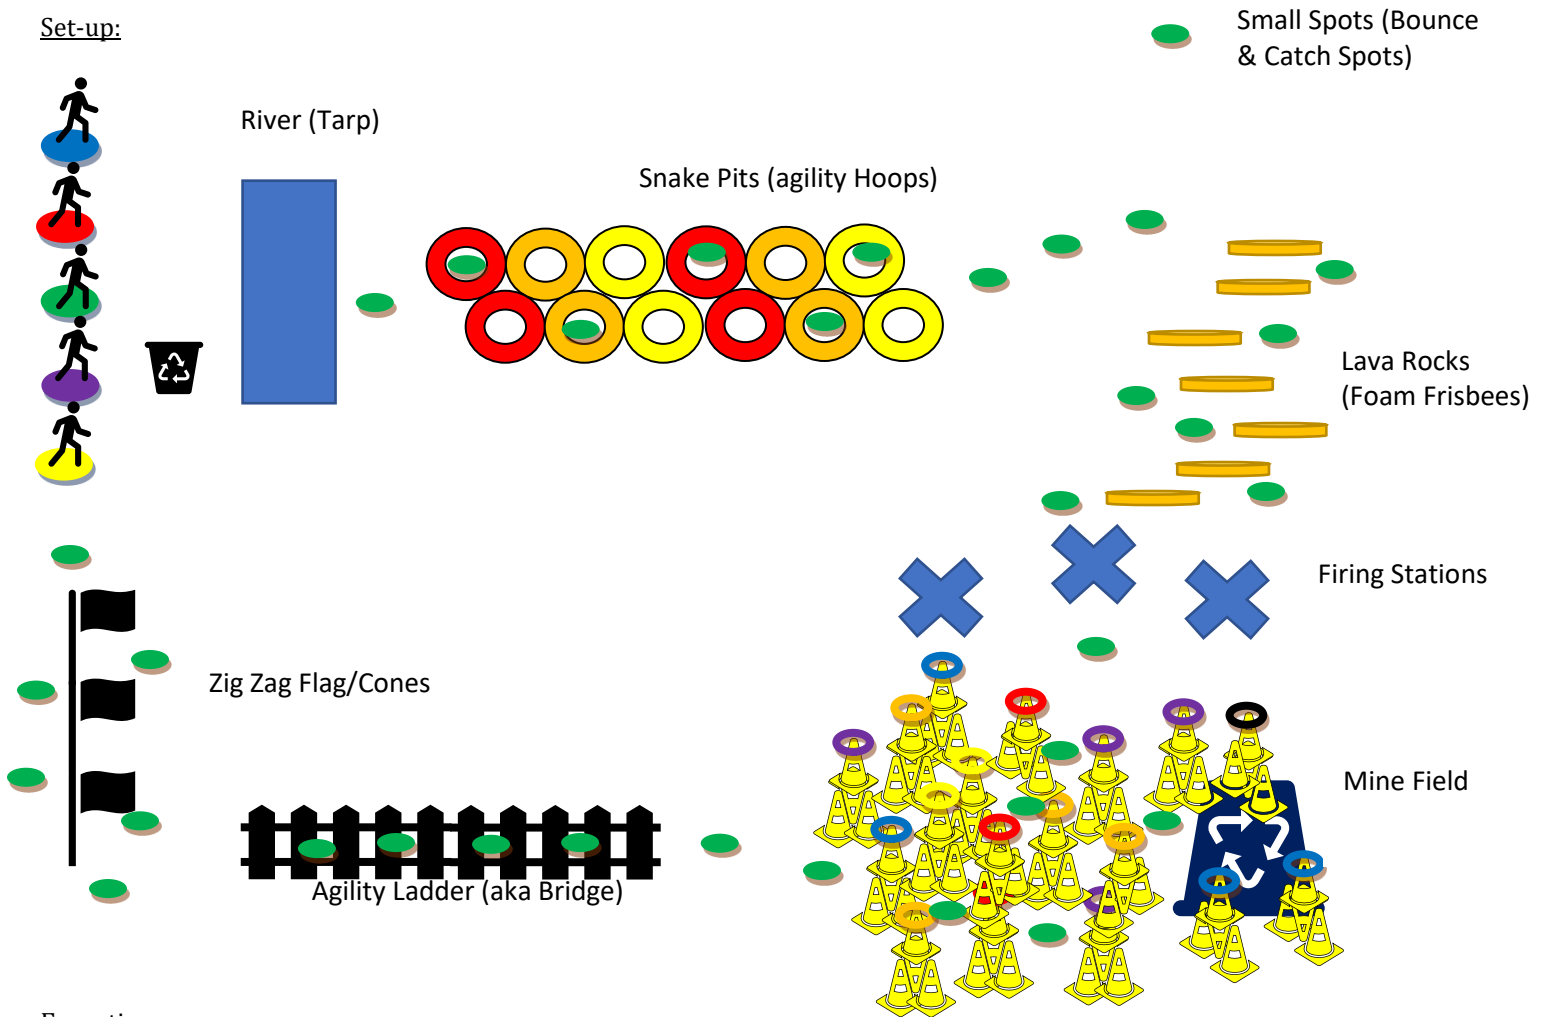 Set-up:
Small Spots (Bounce
& Catch Spots)
River (Tarp)
Snake Pits (agility Hoops)
Lava Rocks
(Foam Frisbees)
Firing Stations
Zig Zag Flag/Cones
Mine Field
Agility Ladder (aka Bridge)